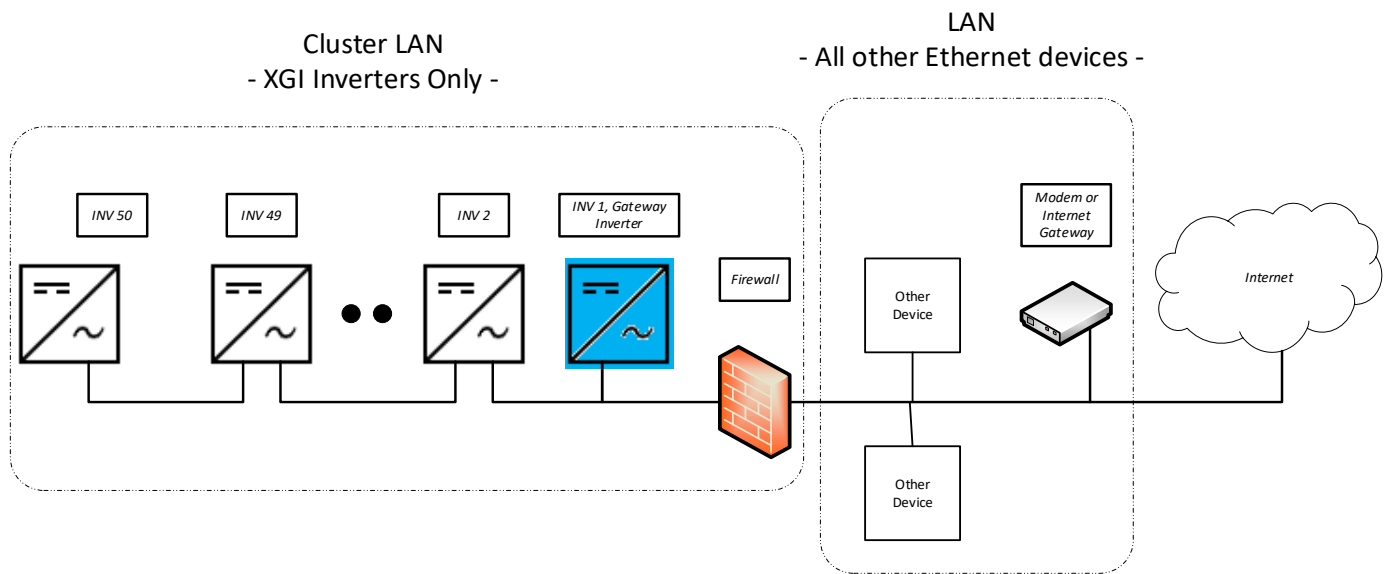 Cluster LAN
- XGI Inverters Only -
LAN
- All other Ethernet devices -
INV 50
INV 49
INV 2
INV 1, Gateway
Inverter
Firewall
Modem or
Internet
Gateway
Other
Device
Internet
Other
Device